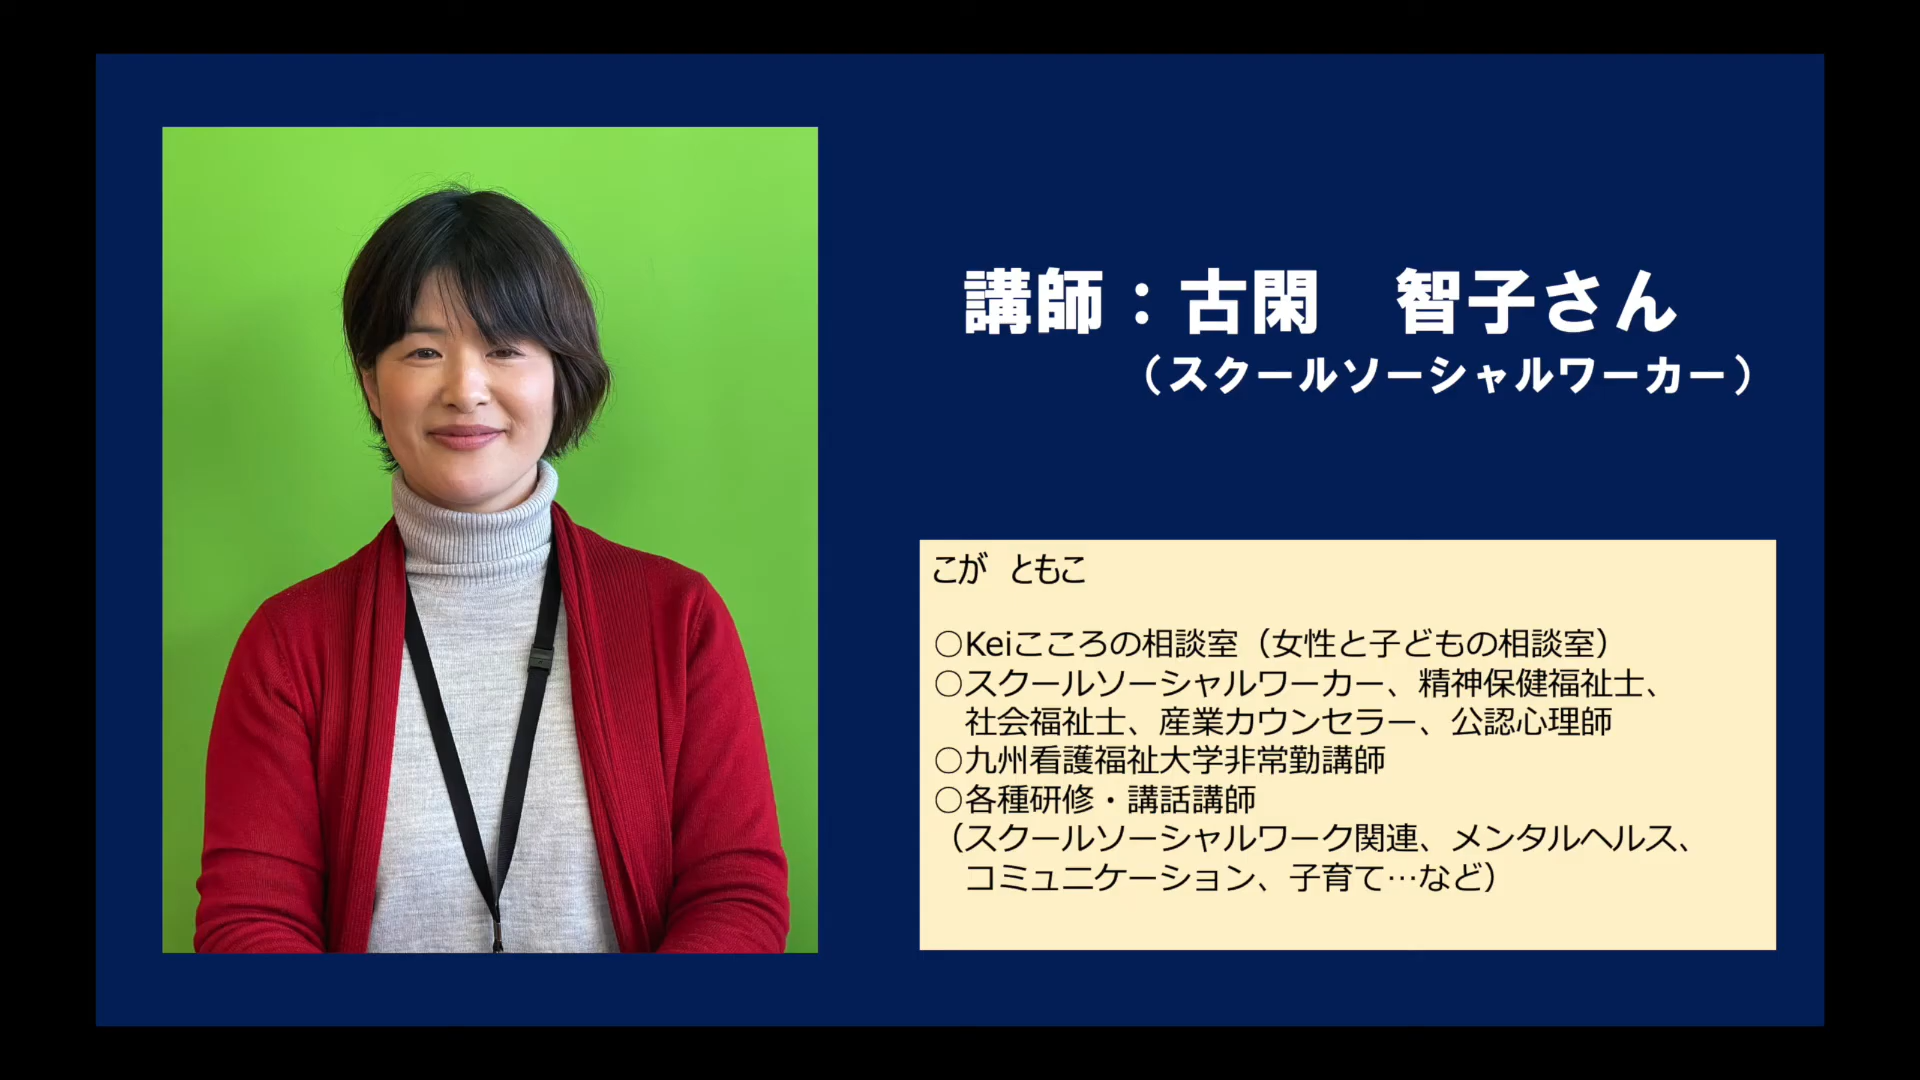 講師：古閑　智子さん
（スクールソーシャルワーカー）
こが　ともこ
○Keiこころの相談室（女性と子どもの相談室）
○スクールソーシャルワーカー、精神保健福祉士、
社会福祉士、産業カウンセラー、公認心理師
○九州看護福祉大学非常勤講師
○各種研修・講話講師
（スクールソーシャルワーク関連、メンタルヘルス、
コミュニケーション、子育て…など）